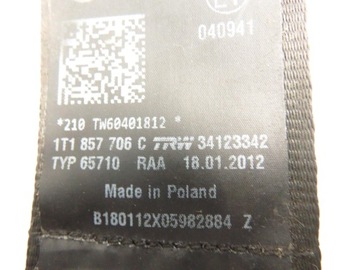 040941
*210 TW60401812 *
1T1 857 706 C TRW 34123342
TYP 65710 RAA 18.01.2012
Made in Poland
B180112X05982884 Z